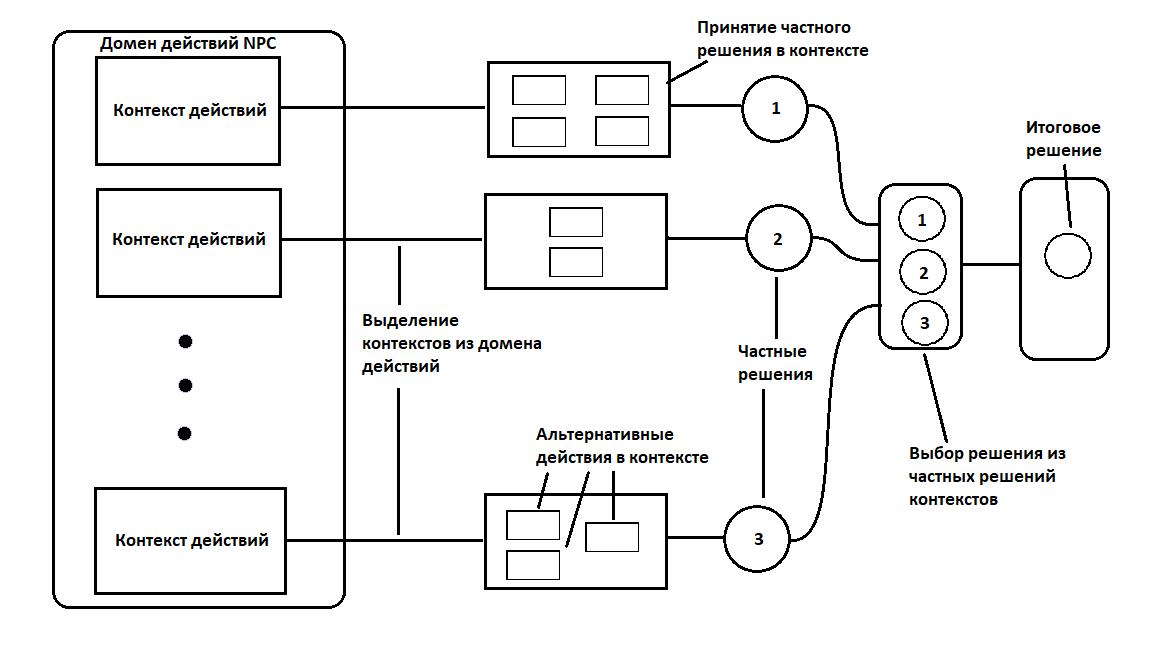 Домен действий NPC
Контекст действий
Принятие частного
решения в контексте
1
Контекст действий
2
Выделение
контекстов из домена
действий
Частные
решения
Контекст действий
Альтернативные
действия в контексте
3
1
2
3
Выбор решения из
частных решений
контекстов
Итоговое
решение